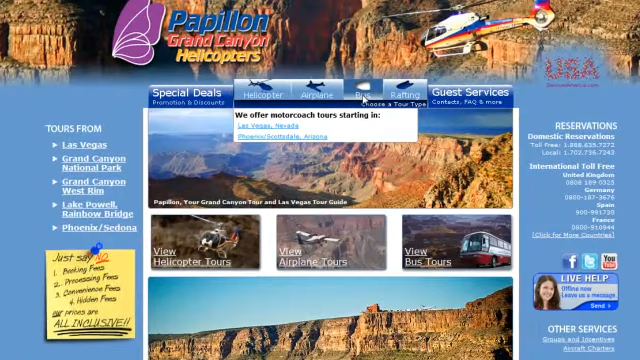 Papillon
Grand Canyon
Helicopters
USA
Special Deals
Promotion & Discounts
Helicopter
Airplane
Bus
Rafting
Choose a Tour Type
Guest Services
Contacts, FAQ & more
We offer motorcoach tours starting in:
Las Vegas, Nevada
Phoenix/Scottsdale, Arizona
TOURS FROM
Las Vegas
Grand Canyon
National Park
Grand Canyon
West Rim
Lake Powell,
Rainbow Bridge
Phoenix/Sedona
Just say NO
1. Booking Fees
2. Processing Fees
3. Convenience Fees
4. Hidden Fees
our prices are
ALL INCLUSIVE!!
Papillon, Your Grand Canyon Tour and Las Vegas Tour Guide
View
Helicopter Tours
View
Airplane Tours
View
Bus Tours
RESERVATIONS
Domestic Reservations
Toll Free: 1.888.635.7272
Local: 1.702.736.7243
International Toll Free
United Kingdom
0806 189 0325
Germany
0800-187-3676
Spain
900-991720
France
0800-910944
(Click for More Countries)
You
LIVE HELP
Offline now
Leave us a message
Send
OTHER SERVICES
Groups and Incentives
Aircraft Charters